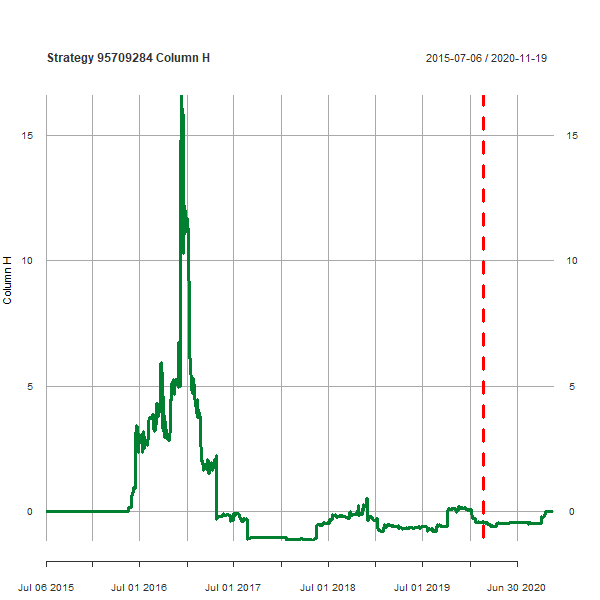 Strategy 95709284 Column H
2015-07-06 / 2020-11-19
15
15
10
10
5
5
0
0
Column H
Jul 06 2015
Jul 01 2016
Jul 01 2017
Jul 01 2018
Jul 01 2019
Jun 30 2020